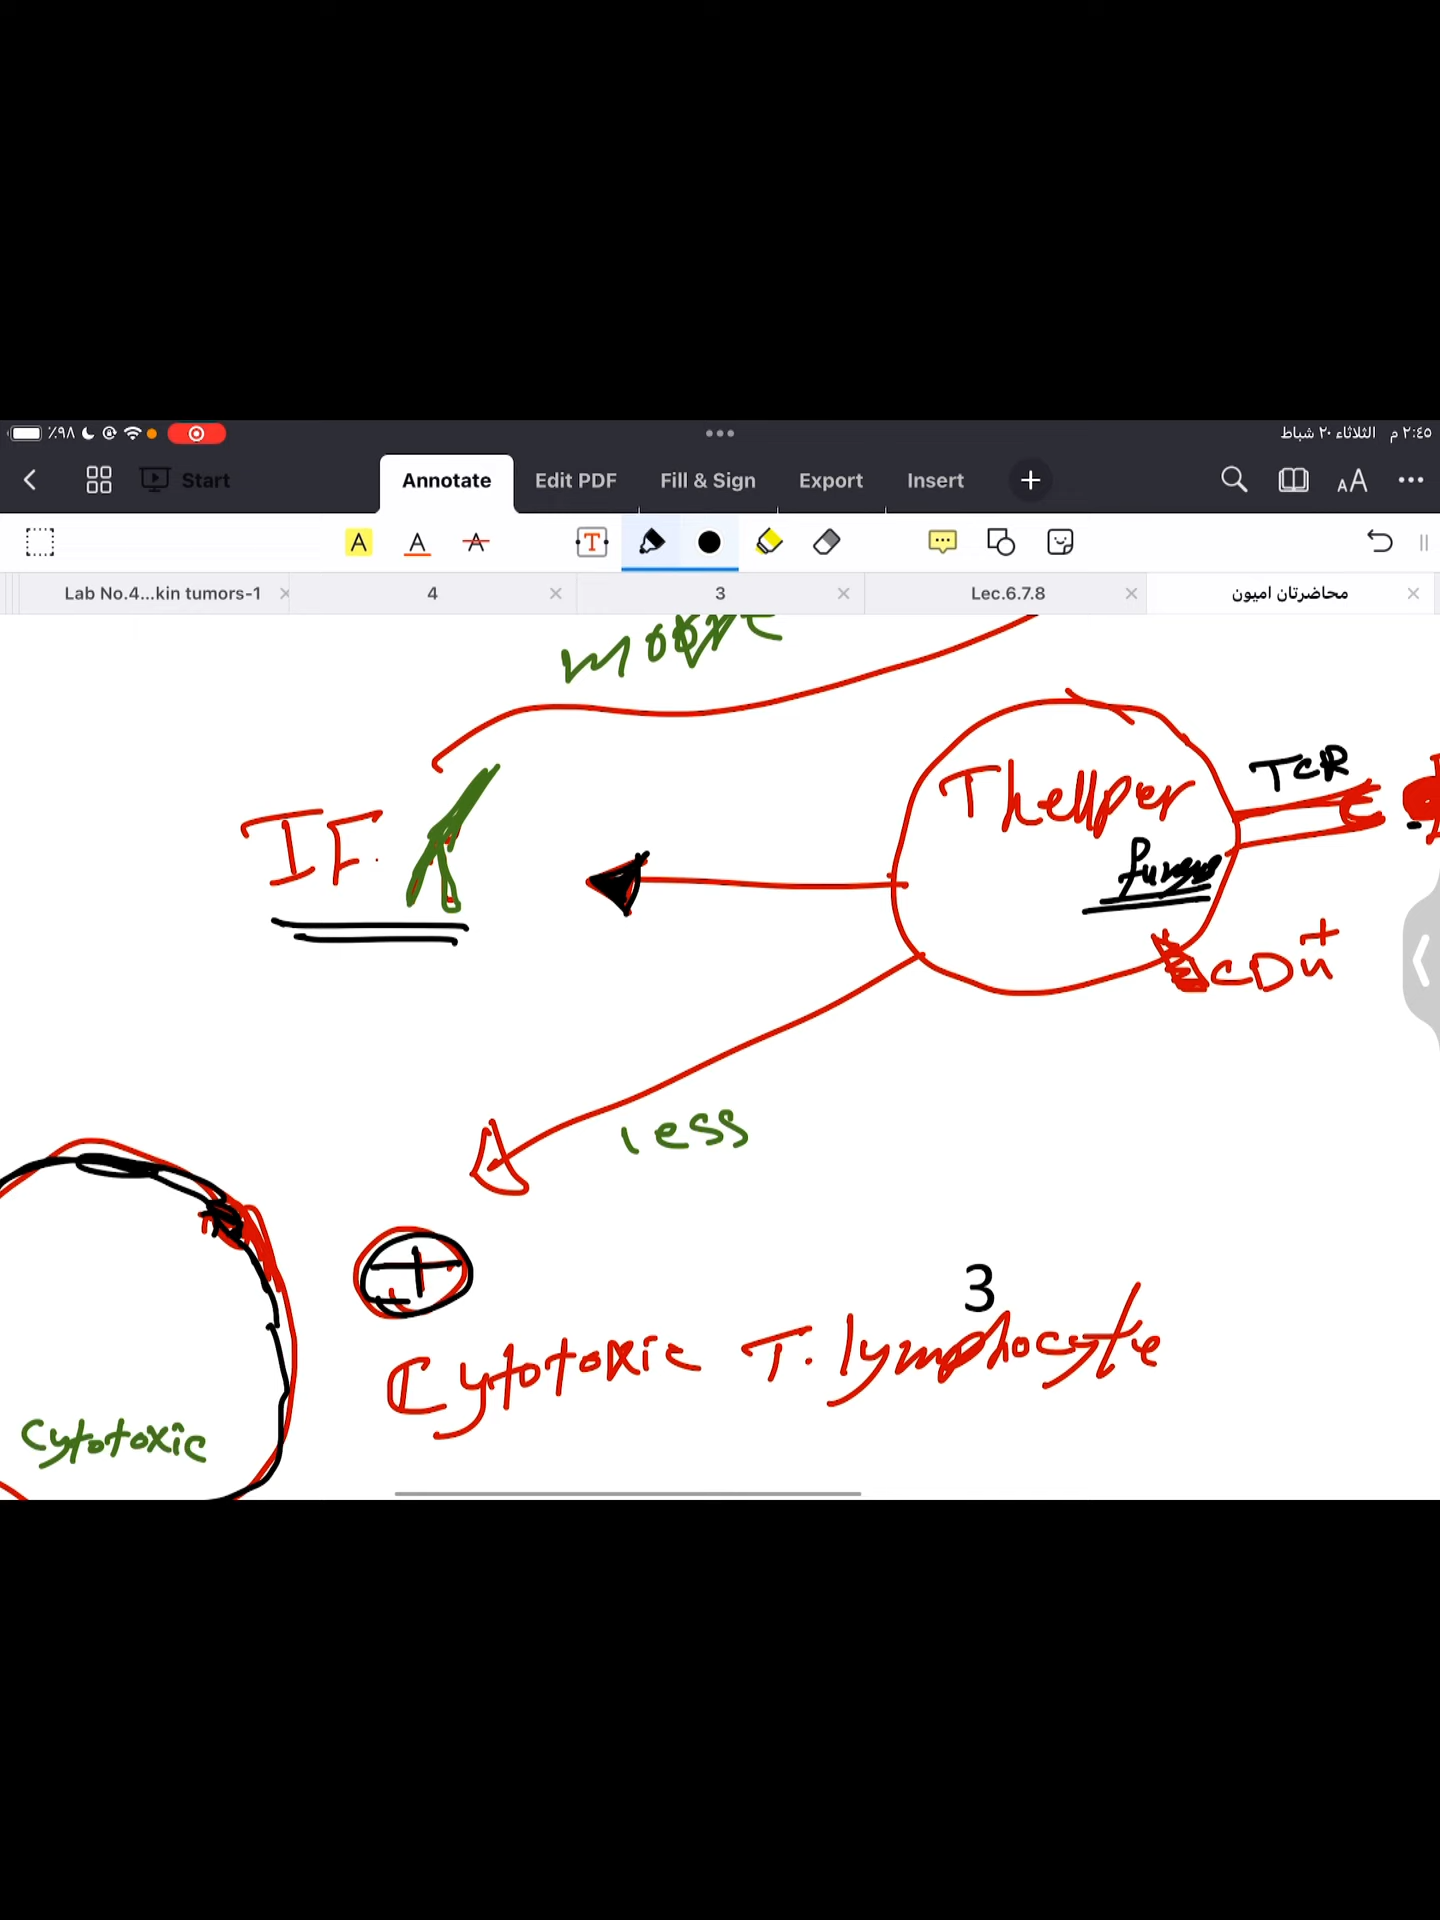 ٪٩٨
٢:٤٥ م الثلاثاء ٢٠ شباط
Start
Annotate
Edit PDF
Fill & Sign
Export
Insert
Lab No.4...kin tumors-1
4
3
Lec.6.7.8
محاضرتان اميون
Thellper
TCR
IF
CD4+
less
3
Cytotoxic T. lymphocyte
Cytotoxic